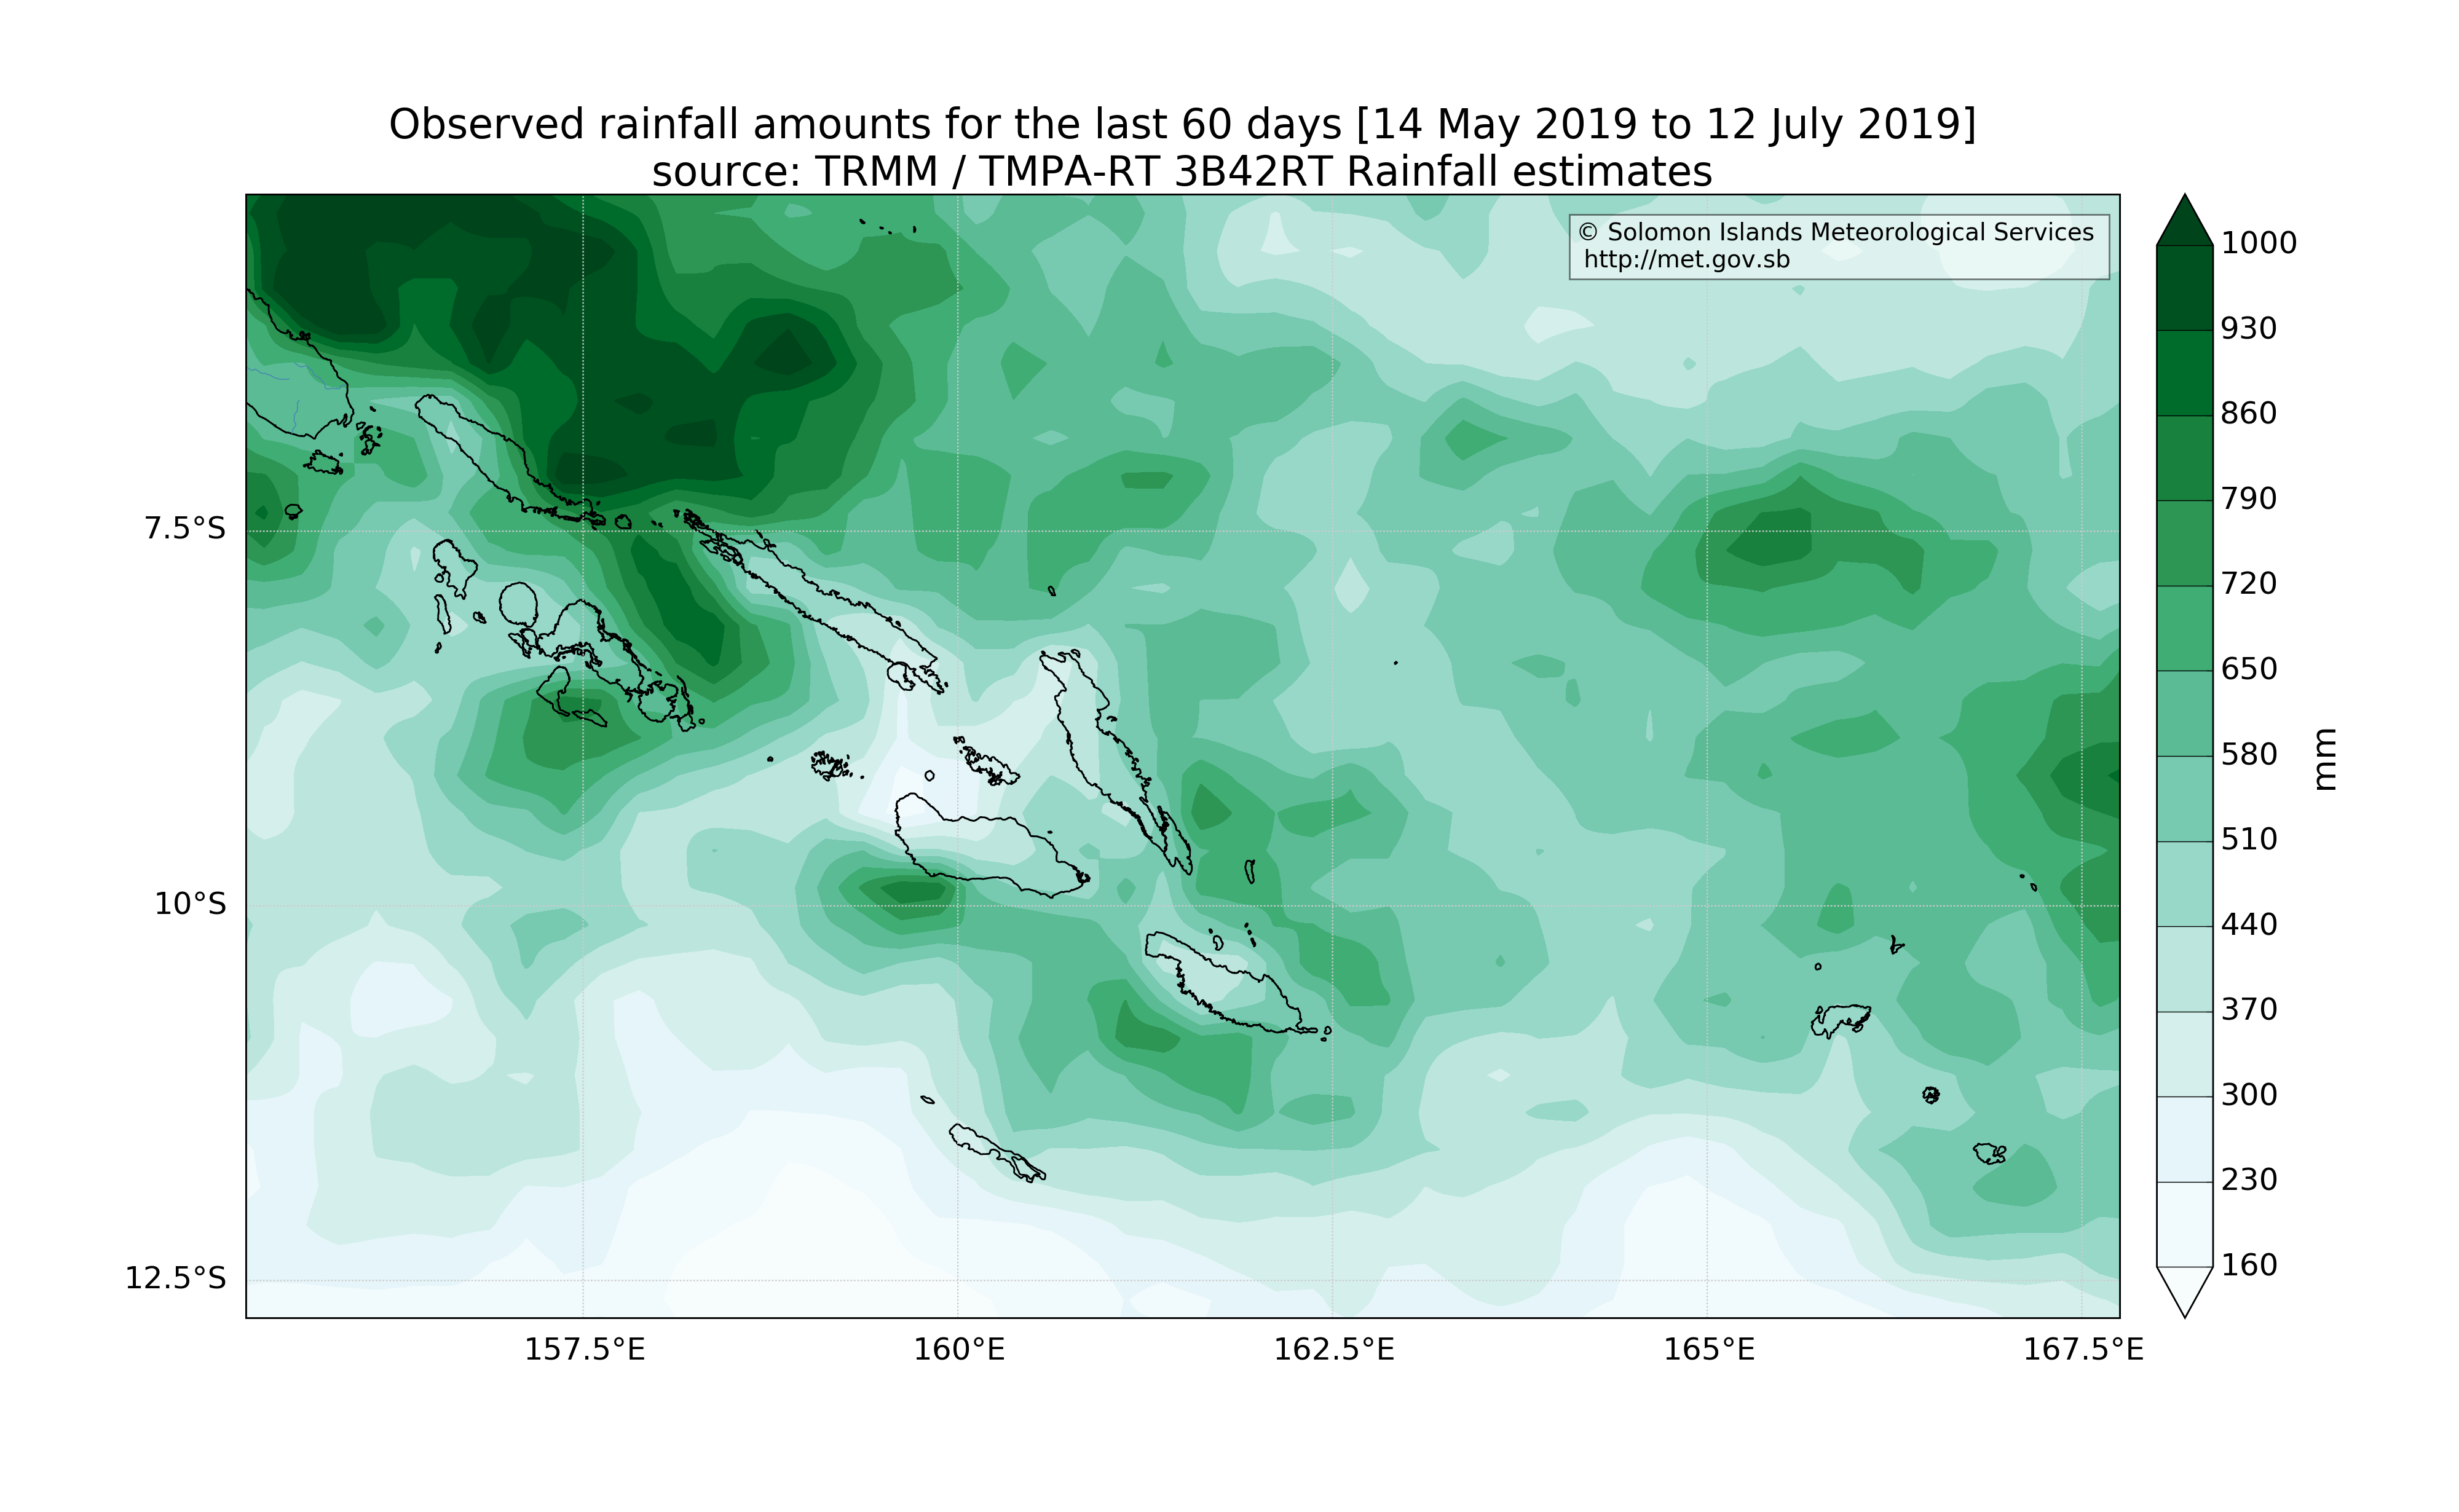 Observed rainfall amounts for the last 60 days [14 May 2019 to 12 July 2019]
source: TRMM / TMPA-RT 3B42RT Rainfall estimates
© Solomon Islands Meteorological Services
http://met.gov.sb
7.5°S
10°S
12.5°S
157.5°E
160°E
162.5°E
165°E
167.5°E
1000
930
860
790
720
650
580
510
440
370
300
230
160
mm